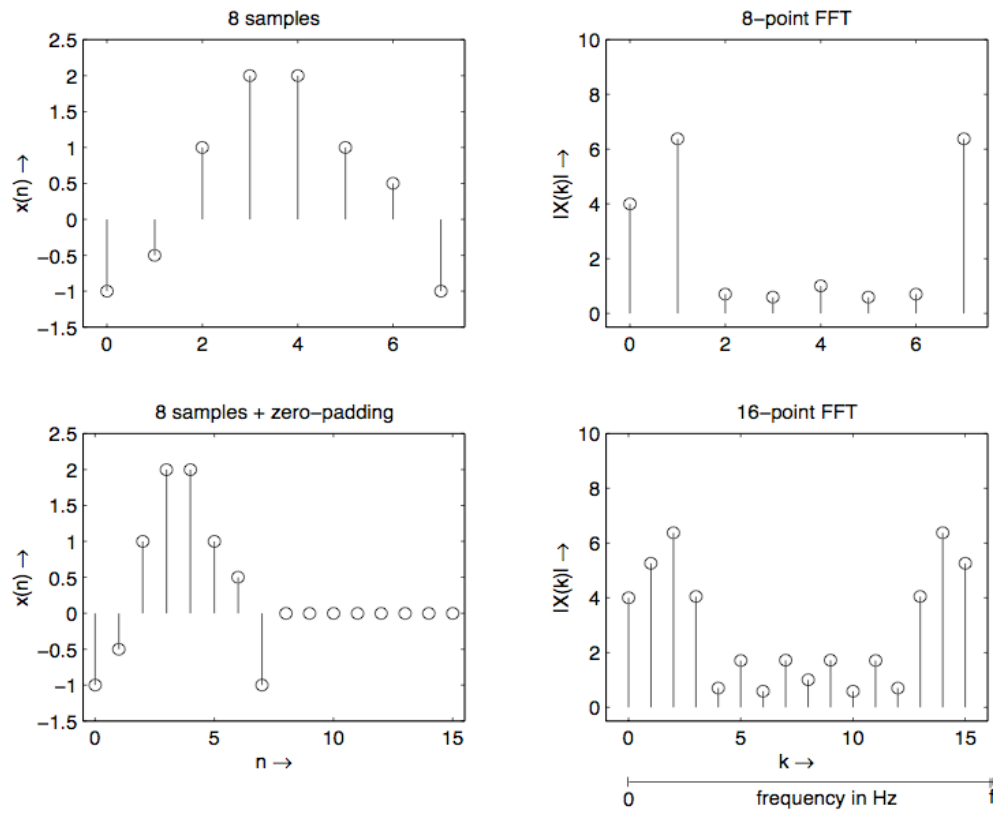 8 samples
2.5
2
1.5
1
0.5
0
−0.5
−1
−1.5
x(n) →
0 2 4 6
8−point FFT
10
8
6
4
2
0
|X(k)| →
0 2 4 6
8 samples + zero−padding
2.5
2
1.5
1
0.5
0
−0.5
−1
−1.5
x(n) →
0 5 10 15
n →
16−point FFT
10
8
6
4
2
0
|X(k)| →
0 5 10 15
k →
0 frequency in Hz